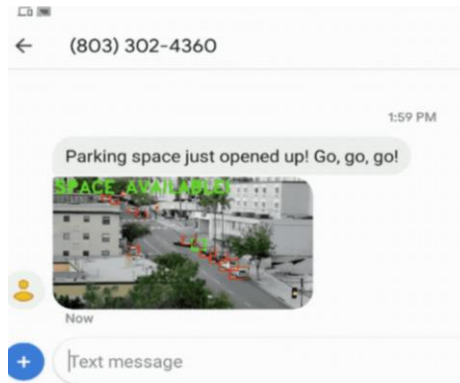 (803) 302-4360
1:59 PM
Parking space just opened up! Go, go, go!
SPACE AVAILABLE!
Now
Text message